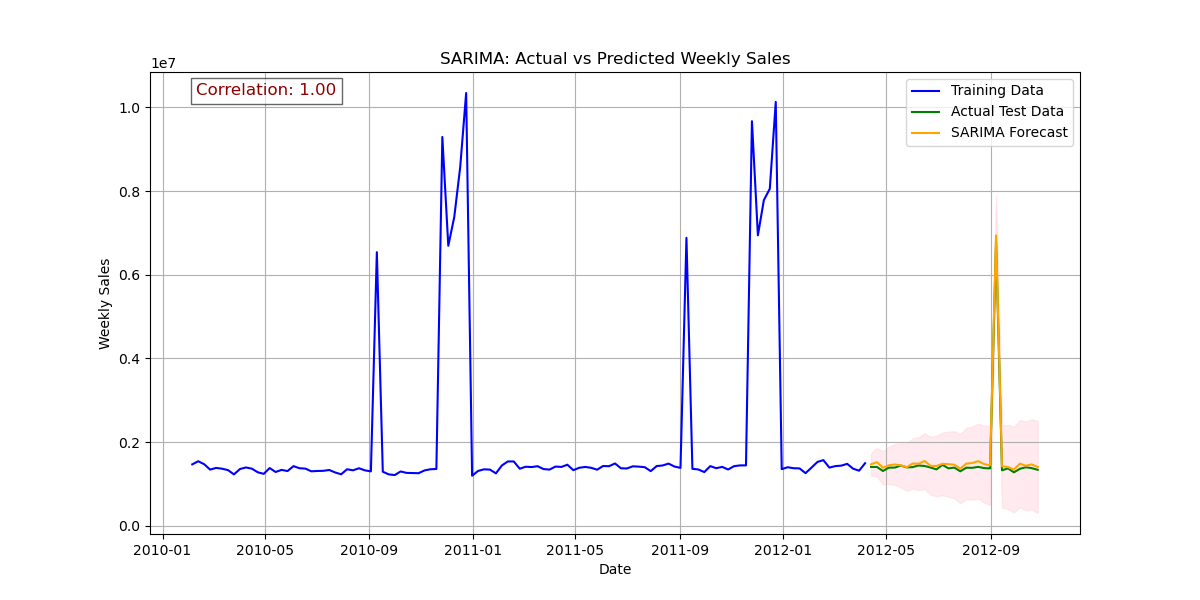 SARIMA: Actual vs Predicted Weekly Sales
1e7
Correlation: 1.00
Training Data
Actual Test Data
SARIMA Forecast
1.0
0.8
0.6
0.4
0.2
0.0
Weekly Sales
2010-01 2010-05 2010-09 2011-01 2011-05 2011-09 2012-01 2012-05 2012-09
Date